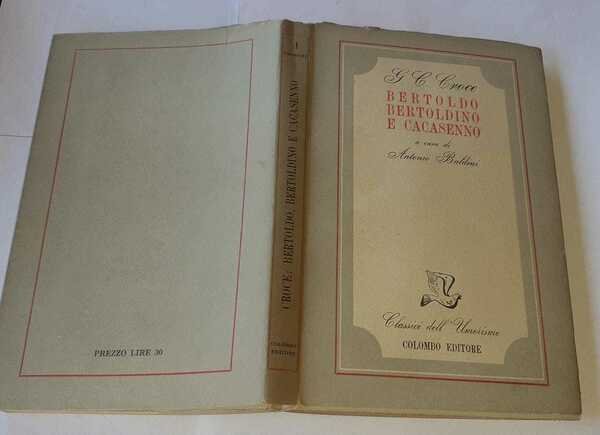 G C Croce
BERTOLDO
BERTOLDINO
E CACASENNO
a cura di
Antonio Baldini
Classici dell'Umorismo
COLOMBO EDITORE
1
CROCE: BERTOLDO, BERTOLDINO E CACASENNO
COLOMBO
EDITORE
PREZZO LIRE 30